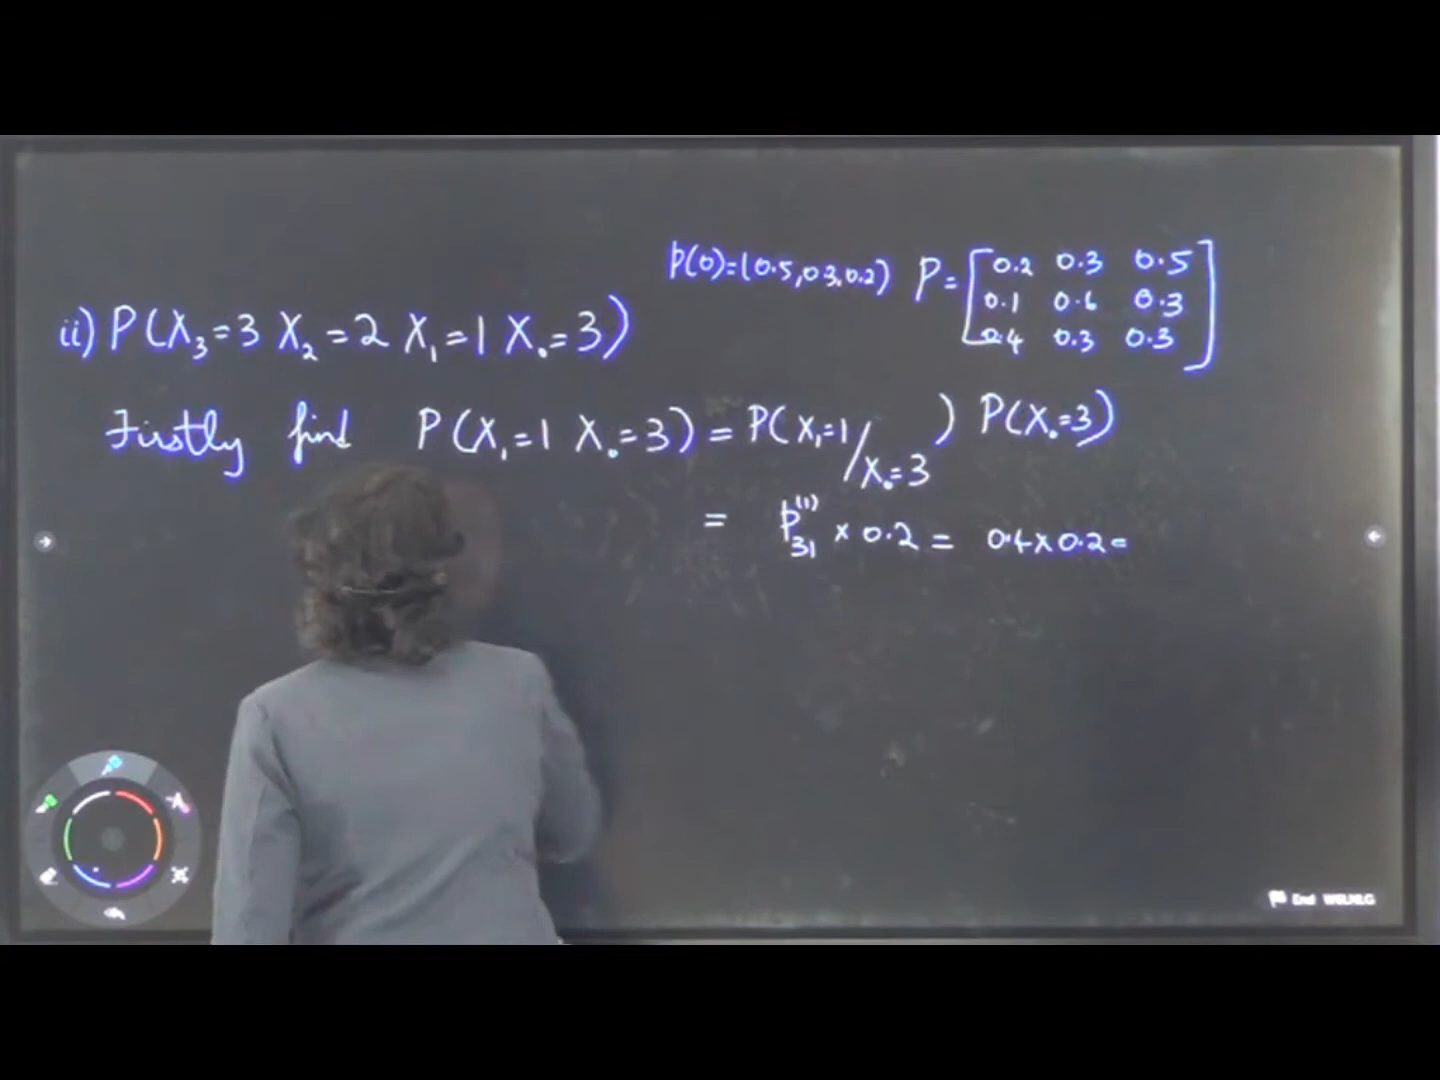 p(0)=(0.5,0.3,0.2) P= [0.2 0.3 0.5
0.1 0.6 0.3
0.4 0.3 0.3]
ii) P(X₃=3 X₂=2 X₁=1 X₀=3)
Firstly find P(X₁=1 X₀=3) = P(X₁=1/X₀=3) P(X₀=3)
= p₃₁⁽¹⁾ × 0.2 = 0.4×0.2=
End